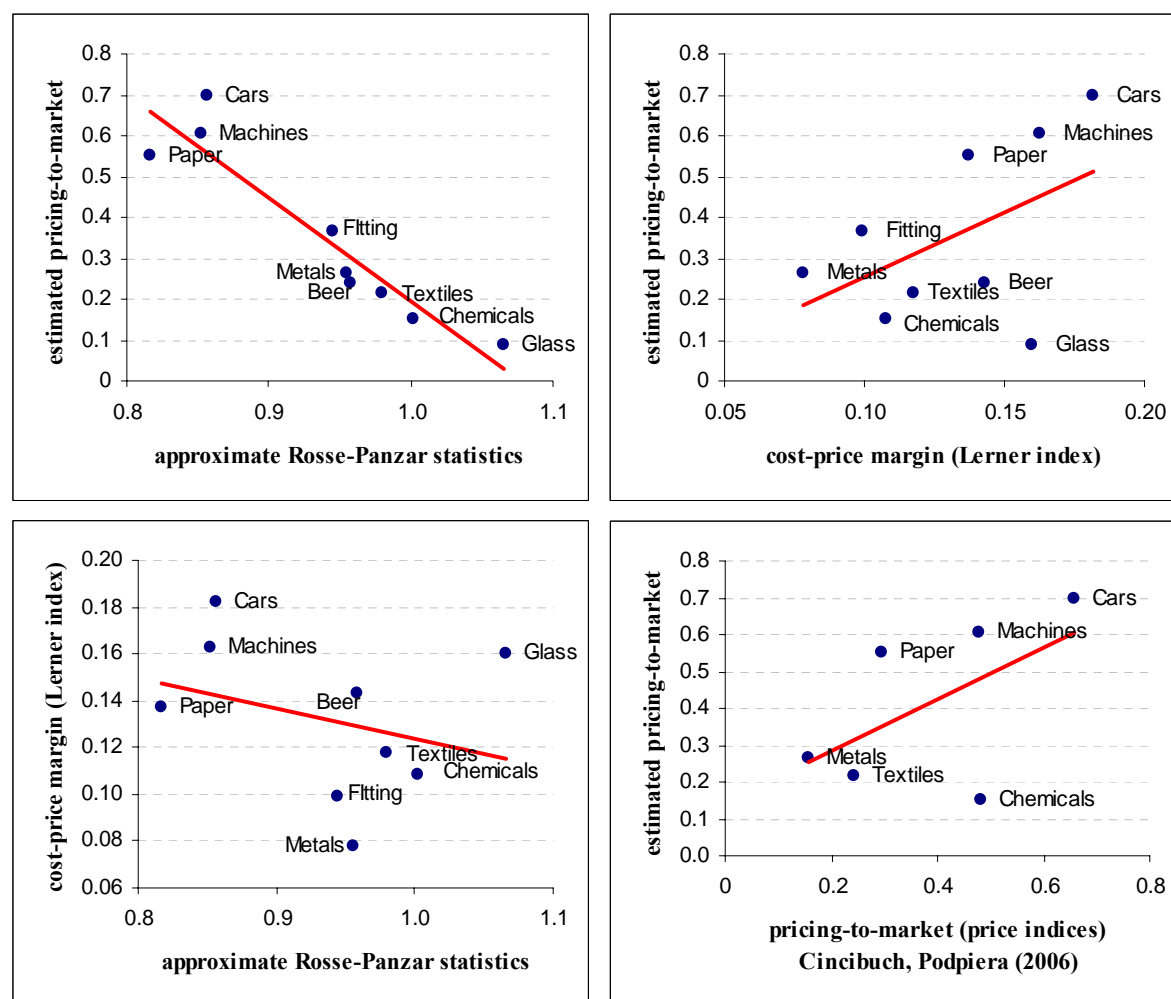 estimated pricing-to-market
0.8
0.7
0.6
0.5
0.4
0.3
0.2
0.1
0
Cars
Machines
Paper
FItting
Metals
Beer
Textiles
Chemicals
Glass
0.8 0.9 1.0 1.1
approximate Rosse-Panzar statistics
estimated pricing-to-market
0.8
0.7
0.6
0.5
0.4
0.3
0.2
0.1
0
Cars
Machines
Paper
Fitting
Metals
Beer
Textiles
Chemicals
Glass
0.05 0.10 0.15 0.20
cost-price margin (Lerner index)
cost-price margin (Lerner index)
0.20
0.18
0.16
0.14
0.12
0.10
0.08
0.06
Cars
Machines
Glass
Paper
Beer
Textiles
Chemicals
FItting
Metals
0.8 0.9 1.0 1.1
approximate Rosse-Panzar statistics
estimated pricing-to-market
0.8
0.7
0.6
0.5
0.4
0.3
0.2
0.1
0.0
Cars
Machines
Paper
Metals
Textiles
Chemicals
0 0.2 0.4 0.6 0.8
pricing-to-market (price indices)
Cincibuch, Podpiera (2006)